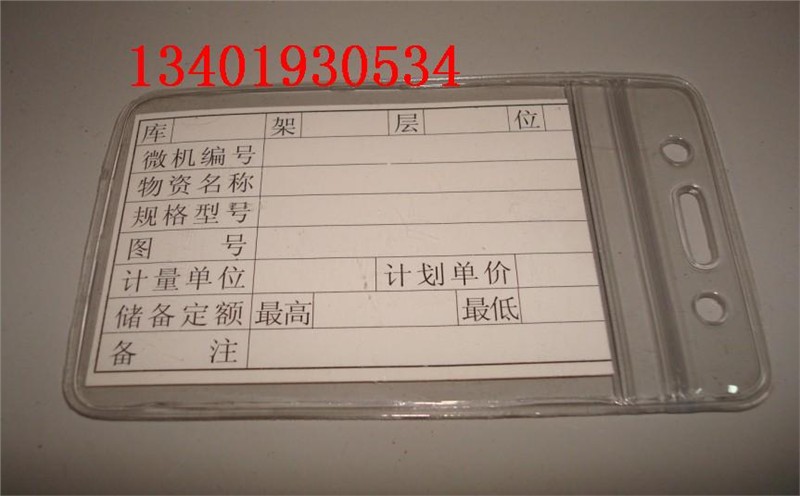 13401930534
库 架 层 位
微机编号
物资名称
规格型号
图 号
计量单位 计划单价
储备定额 最高 最低
备 注